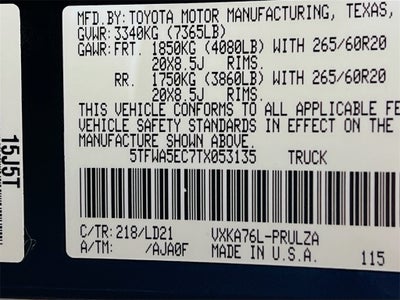 MFD.BY:TOYOTA MOTOR MANUFACTURING, TEXAS,
GVWR: 3340KG (7365LB)
GAWR: FRT. 1850KG (4080LB) WITH 265/60R20
20X8.5J RIMS.
RR. 1750KG (3860LB) WITH 265/60R20
20X8.5J RIMS.
THIS VEHICLE CONFORMS TO ALL APPLICABLE FE
VEHICLE SAFETY STANDARDS IN EFFECT ON THE
MANUFACTURE SHOWN ABOVE.
5TFWA5EC7TX053135 TRUCK
C/TR: 218/LD21 VXKA76L-PRULZA
A/TM: /AJA0F MADE IN U.S.A. 115
15J5T